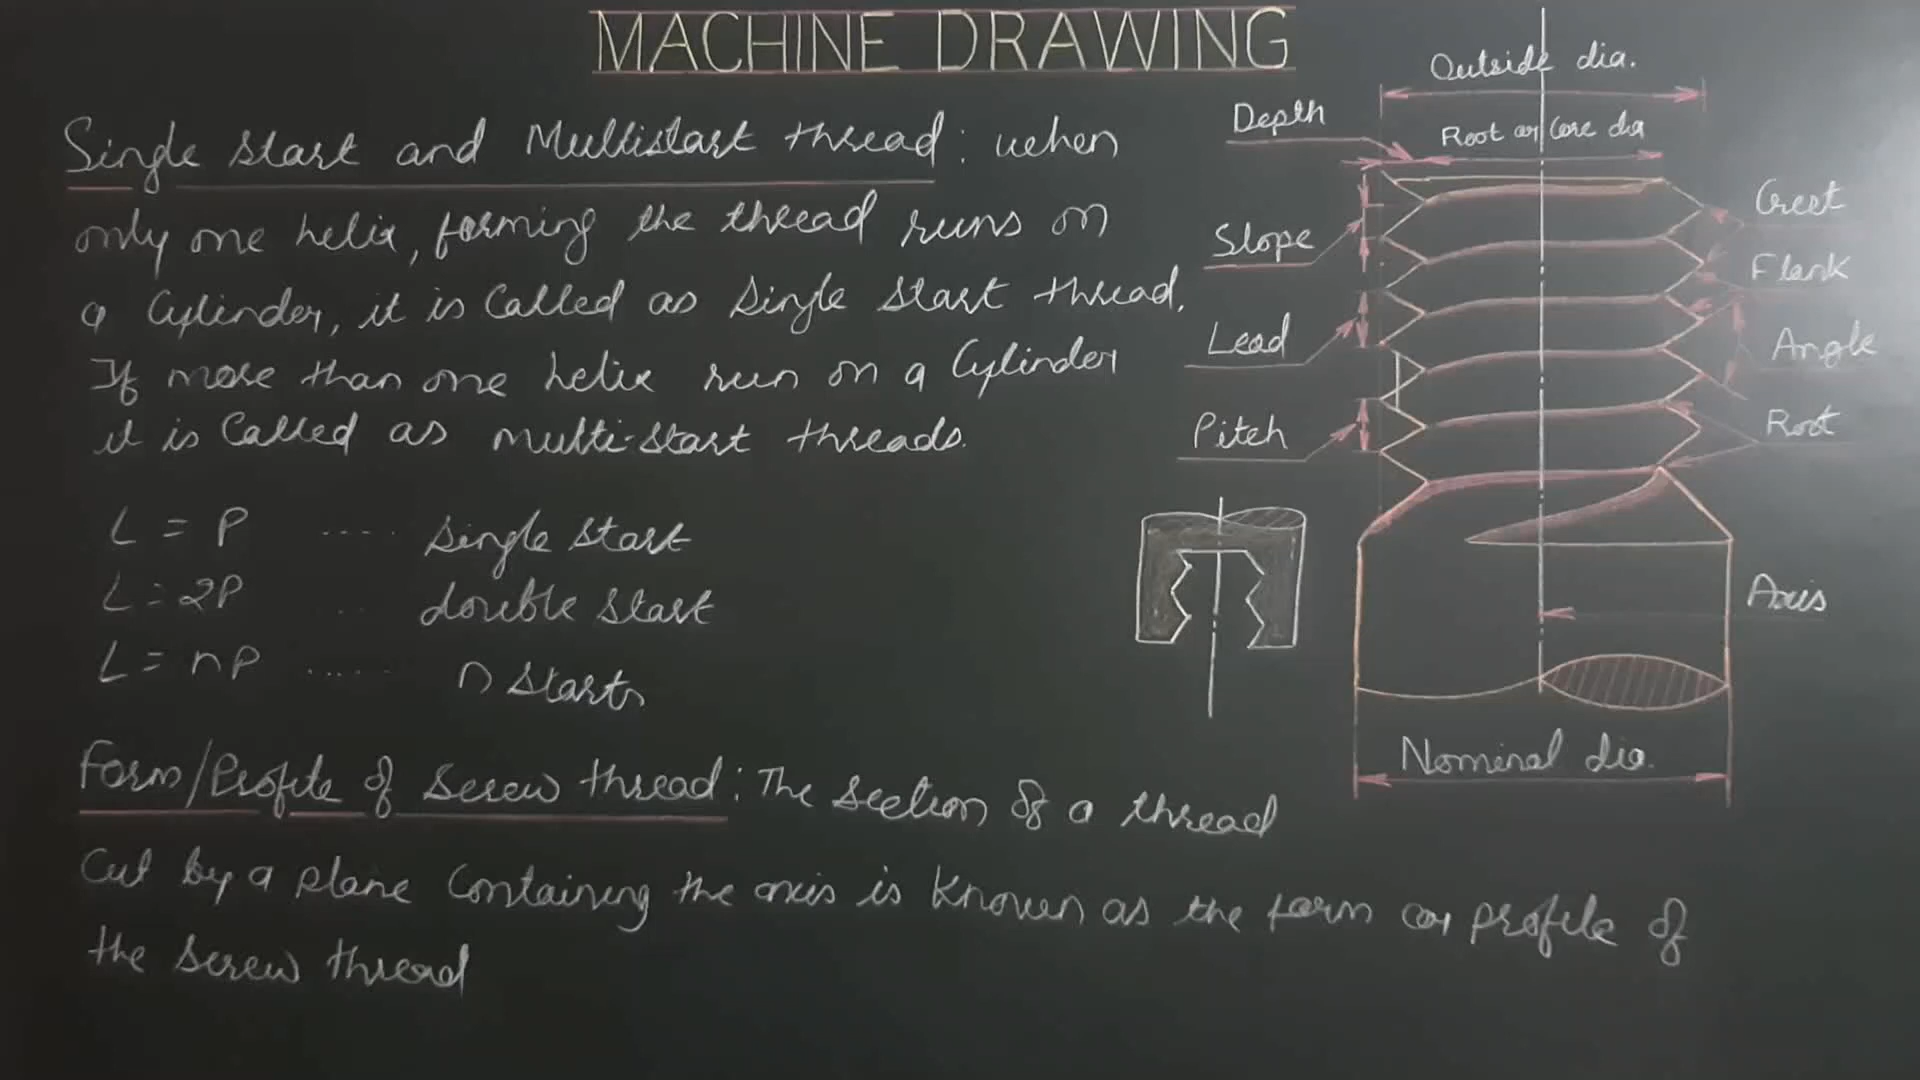 MACHINE DRAWING
Single start and Multistart thread: when
only one helix, forming the thread runs on
a Cylinder, it is Called as Single Start thread.
If more than one helix run on a Cylinder
it is Called as multi-start threads.
L = P ..... Single start
L = 2P .. double start
L = nP ..... n starts
Form/Profile of Screw thread: The section of a thread
Cut by a plane Containing the axis is Known as the form or profile of
the screw thread
Outside dia.
Depth
Root or Core dia
Crest
Slope
Flank
Lead
Angle
Pitch
Root
Axis
Nominal dia.